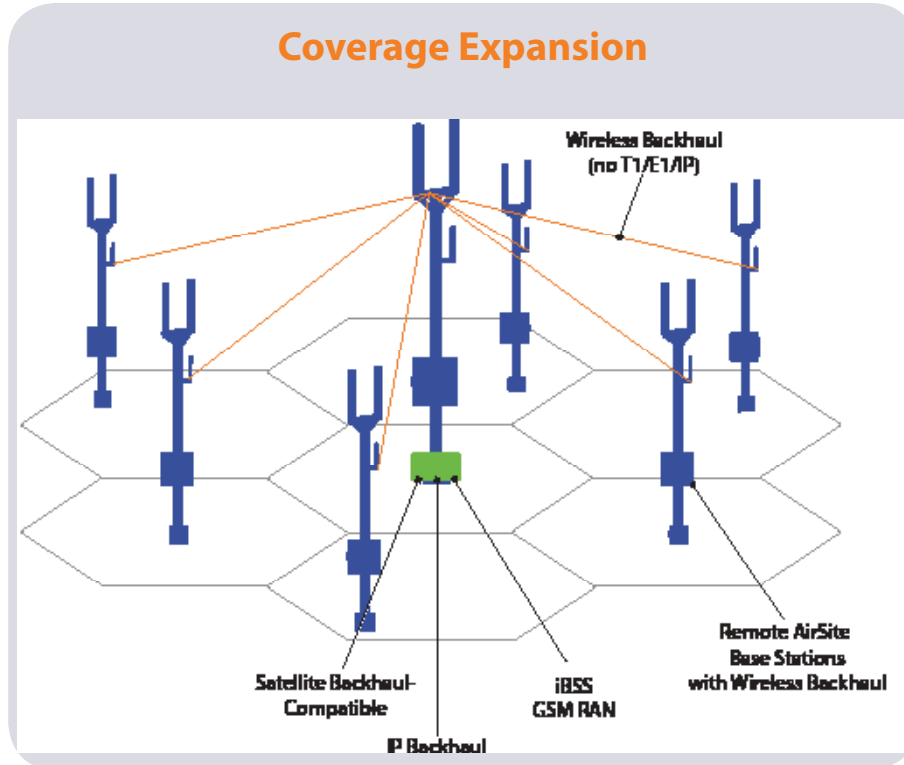 Coverage Expansion
Wireless Backhaul
(no T1/E1/IP)
Remote AirSite
Base Stations
with Wireless Backhaul
Satellite Backhaul-
Compatible
iBSS
GSM RAN
IP Backhaul